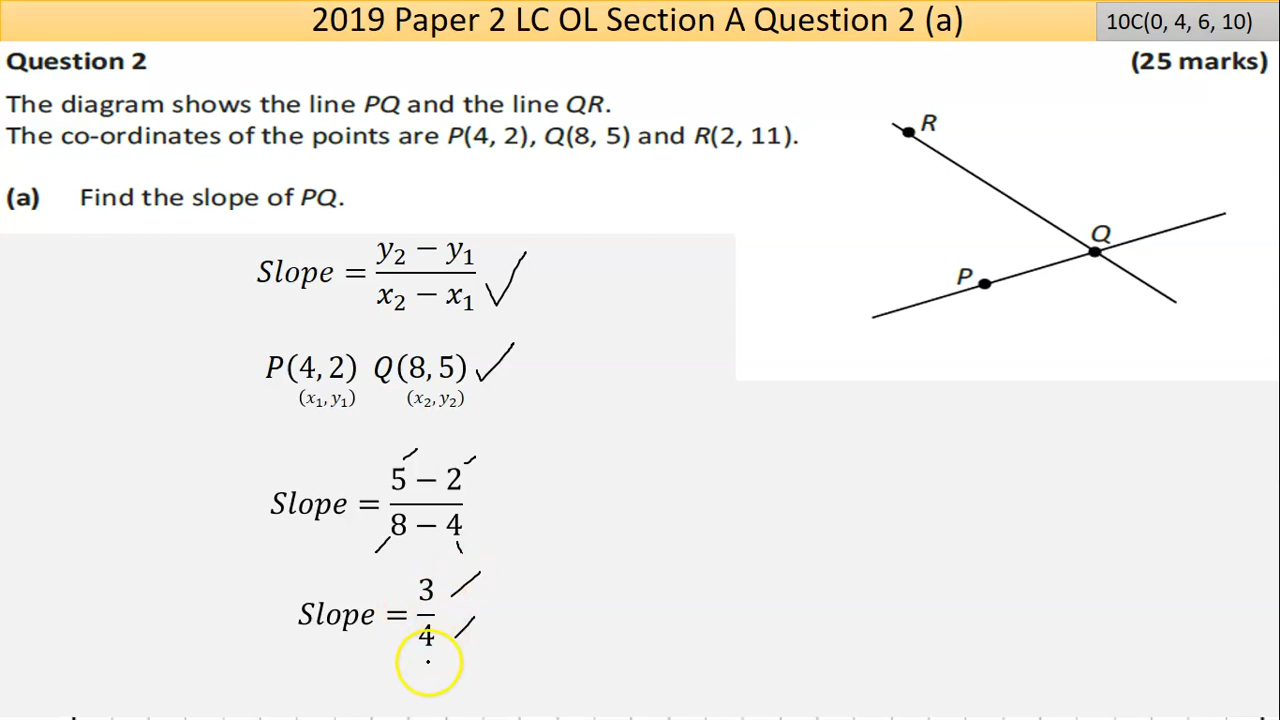 2019 Paper 2 LC OL Section A Question 2 (a)
10C(0, 4, 6, 10)
Question 2
(25 marks)
The diagram shows the line PQ and the line QR.
The co-ordinates of the points are P(4, 2), Q(8, 5) and R(2, 11).
(a) Find the slope of PQ.
R
Q
P
Slope = y₂ − y₁ / x₂ − x₁
P(4, 2) Q(8, 5)
(x₁, y₁) (x₂, y₂)
Slope = 5 − 2 / 8 − 4
Slope = 3 / 4